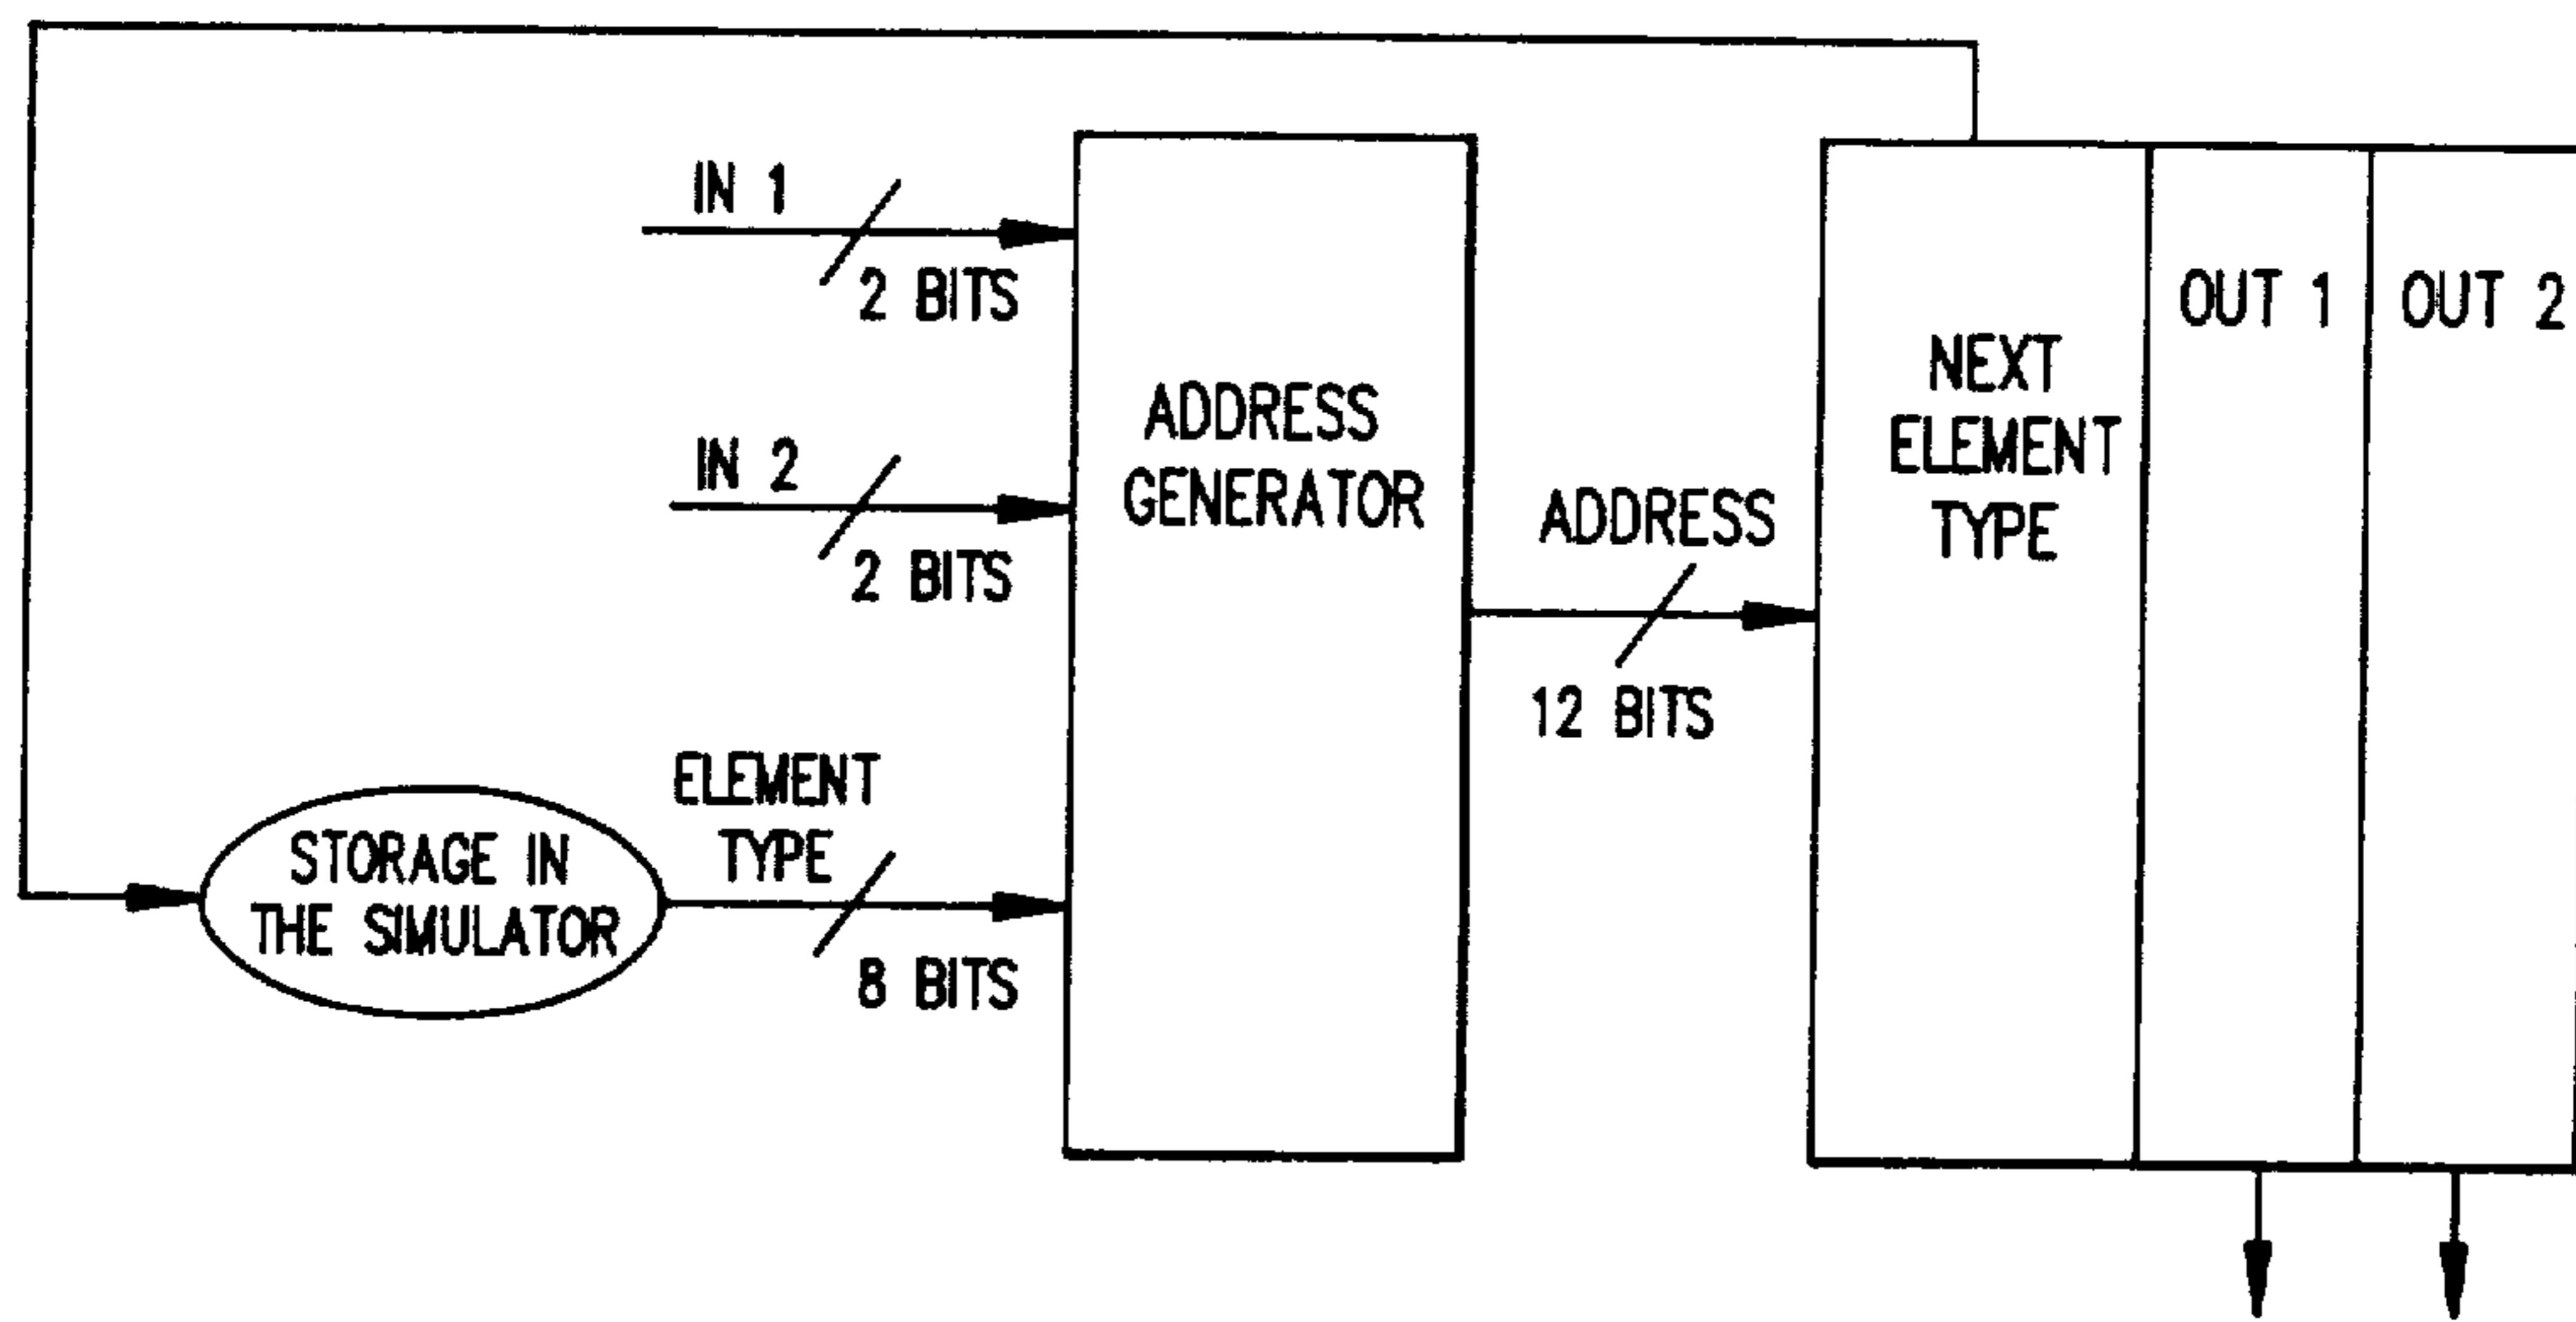 IN 1
2 BITS
IN 2
2 BITS
ELEMENT
TYPE
8 BITS
STORAGE IN
THE SIMULATOR
ADDRESS
GENERATOR
ADDRESS
12 BITS
NEXT
ELEMENT
TYPE
OUT 1
OUT 2